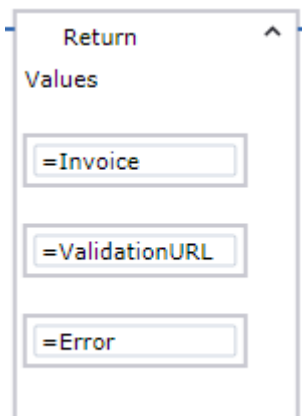 Return
Values
=Invoice
=ValidationURL
=Error